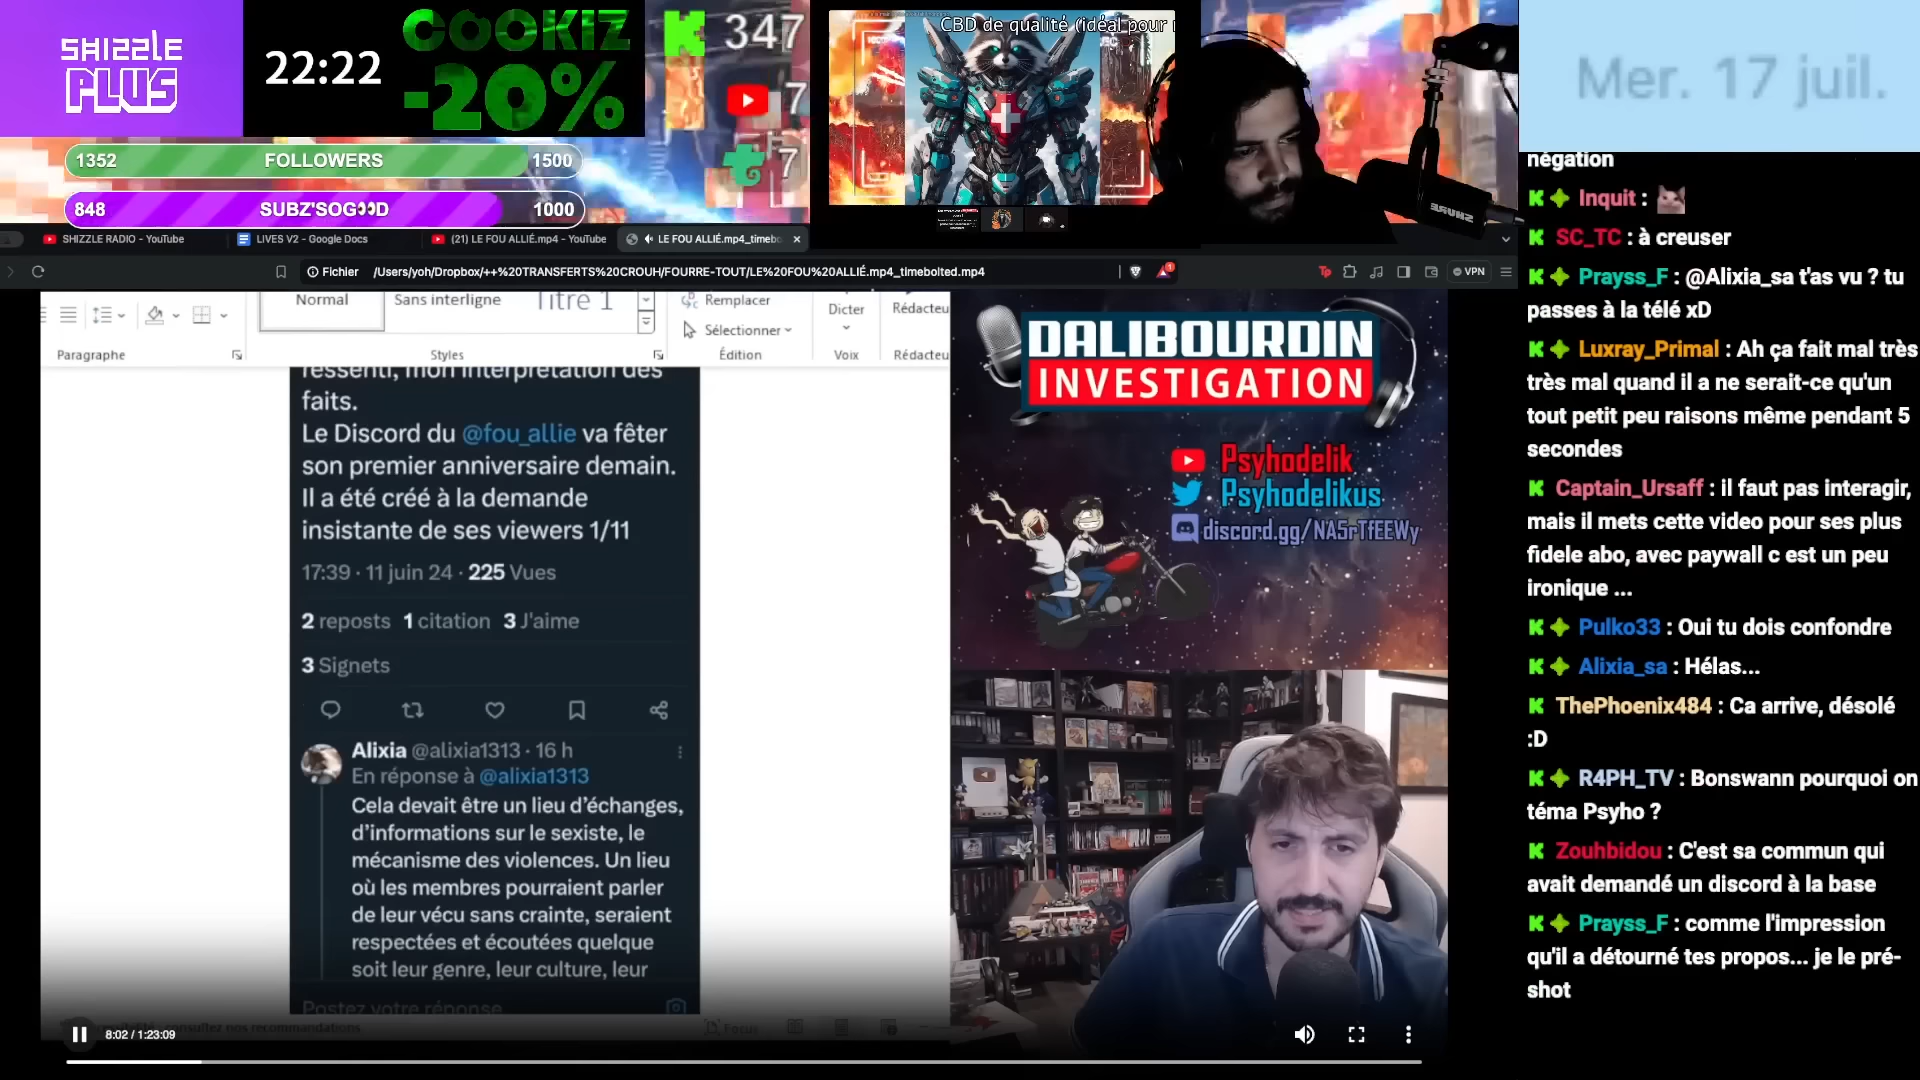 SHIZZLE
PLUS
22:22
COOKIZ
-20%
347
7
7
1352 FOLLOWERS 1500
848 SUBZ'SOG👀D 1000
CBD de qualité (idéal pour
Mer. 17 juil.
SHIZZLE RADIO - YouTube
LIVES V2 - Google Docs
(21) LE FOU ALLIÉ.mp4 - YouTube
LE FOU ALLIÉ.mp4_timebo
Fichier /Users/yoh/Dropbox/++%20TRANSFERTS%20CROUH/FOURRE-TOUT/LE%20FOU%20ALLIÉ.mp4_timebolted.mp4
VPN
Normal
Sans interligne
Titre 1
Remplacer
Sélectionner
Dicter
Rédacteu
Paragraphe
Styles
Édition
Voix
Rédacteu
ressenti, mon interprétation des
faits.
Le Discord du @fou_allie va fêter
son premier anniversaire demain.
Il a été créé à la demande
insistante de ses viewers 1/11
17:39 · 11 juin 24 · 225 Vues
2 reposts 1 citation 3 J'aime
3 Signets
Alixia @alixia1313 · 16 h
En réponse à @alixia1313
Cela devait être un lieu d'échanges,
d'informations sur le sexiste, le
mécanisme des violences. Un lieu
où les membres pourraient parler
de leur vécu sans crainte, seraient
respectées et écoutées quelque
soit leur genre, leur culture, leur
Postez votre réponse
consultez nos recommandations
Focus
8:02 / 1:23:09
DALIBOURDIN
INVESTIGATION
Psyhodelik
Psyhodelikus
discord.gg/NA5rTfEEWy
SHURE
négation
Inquit :
SC_TC : à creuser
Prayss_F : @Alixia_sa t'as vu ? tu
passes à la télé xD
Luxray_Primal : Ah ça fait mal très
très mal quand il a ne serait-ce qu'un
tout petit peu raisons même pendant 5
secondes
Captain_Ursaff : il faut pas interagir,
mais il mets cette video pour ses plus
fidele abo, avec paywall c est un peu
ironique ...
Pulko33 : Oui tu dois confondre
Alixia_sa : Hélas...
ThePhoenix484 : Ca arrive, désolé
:D
R4PH_TV : Bonswann pourquoi on
téma Psyho ?
Zouhbidou : C'est sa commun qui
avait demandé un discord à la base
Prayss_F : comme l'impression
qu'il a détourné tes propos... je le pré-
shot